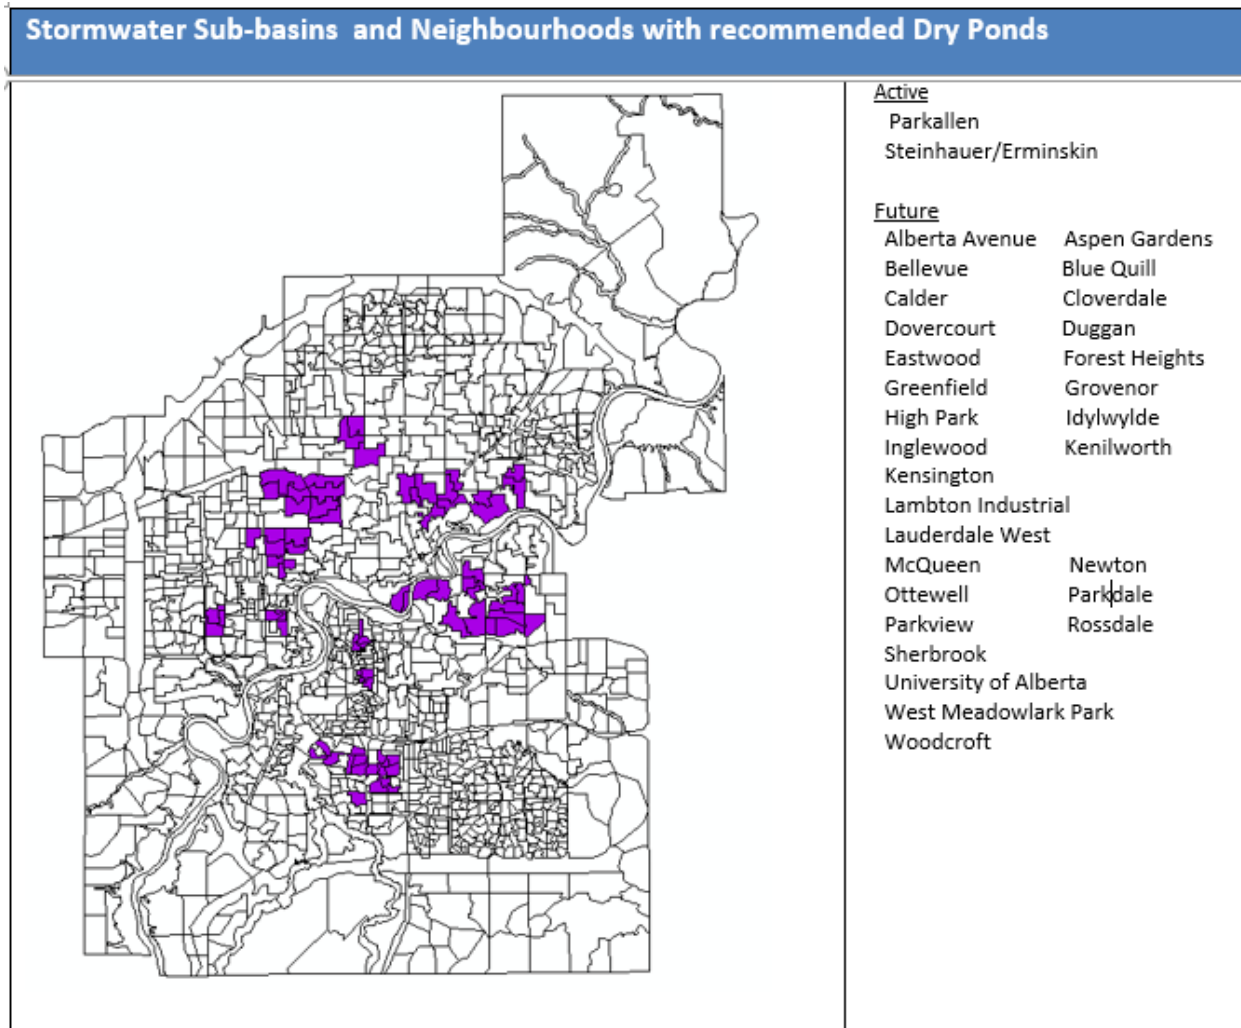 Stormwater Sub-basins and Neighbourhoods with recommended Dry Ponds
Active
Parkallen
Steinhauer/Erminskin
Future
Alberta Avenue Aspen Gardens
Bellevue Blue Quill
Calder Cloverdale
Dovercourt Duggan
Eastwood Forest Heights
Greenfield Grovenor
High Park Idylwylde
Inglewood Kenilworth
Kensington
Lambton Industrial
Lauderdale West
McQueen Newton
Ottewell Parkdale
Parkview Rossdale
Sherbrook
University of Alberta
West Meadowlark Park
Woodcroft